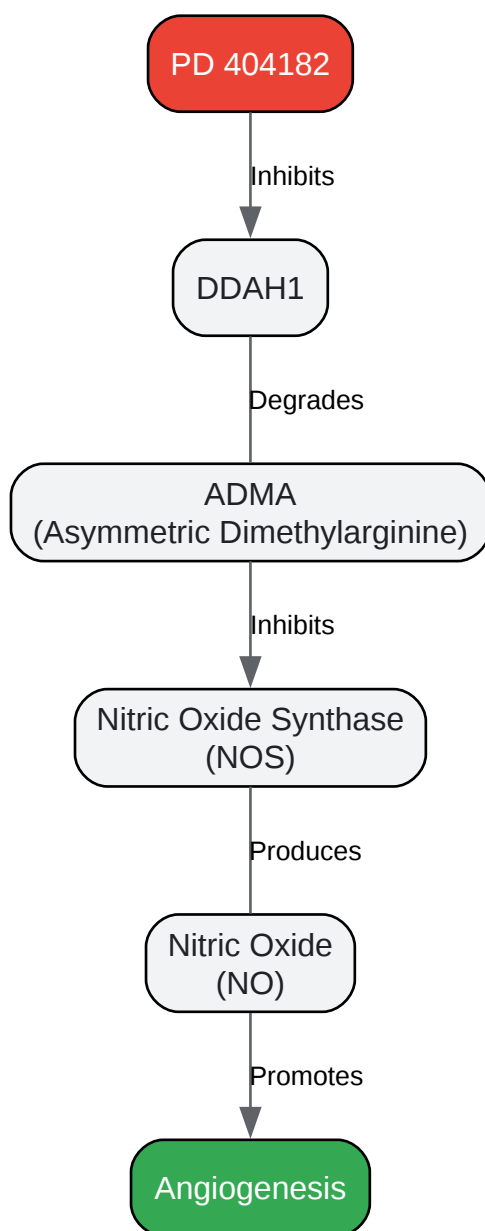 PD 404182
Inhibits
DDAH1
Degrades
ADMA
(Asymmetric Dimethylarginine)
Inhibits
Nitric Oxide Synthase
(NOS)
Produces
Nitric Oxide
(NO)
Promotes
Angiogenesis